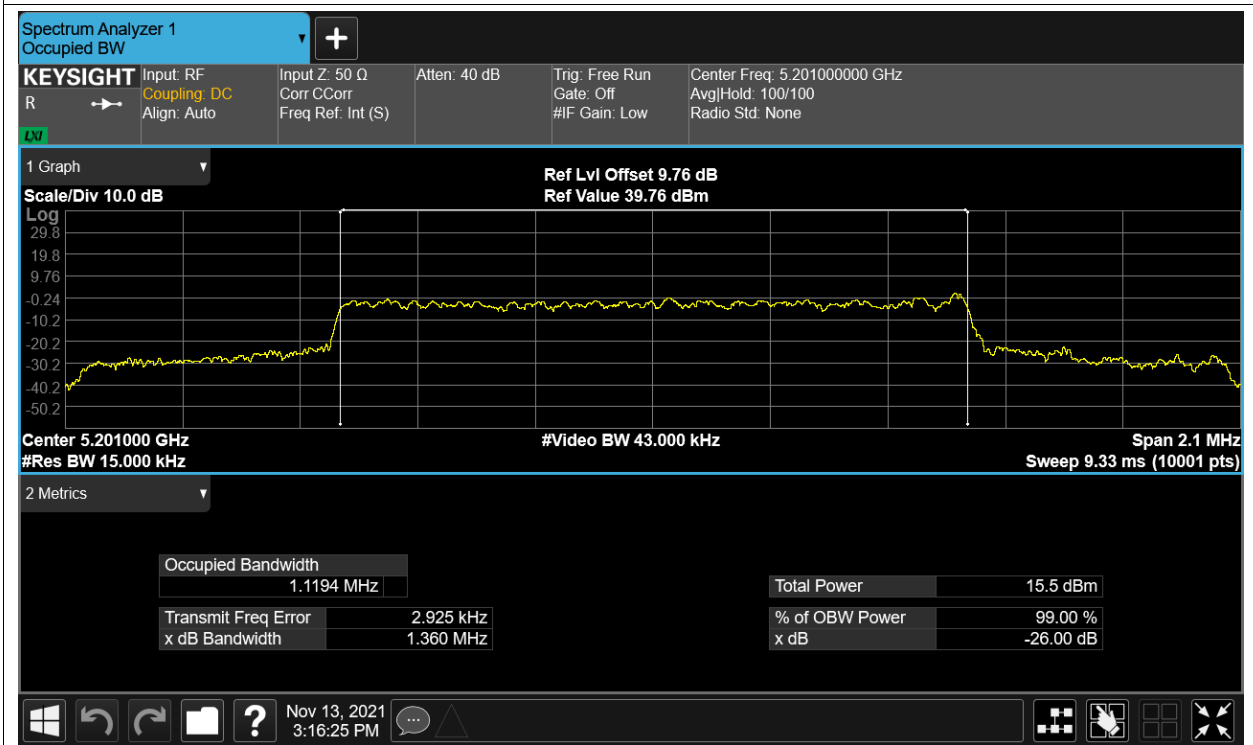 Spectrum Analyzer 1
Occupied BW
KEYSIGHT
R
LXI
Input: RF
Coupling: DC
Align: Auto
Input Z: 50 Ω
Corr CCorr
Freq Ref: Int (S)
Atten: 40 dB
Trig: Free Run
Gate: Off
#IF Gain: Low
Center Freq: 5.201000000 GHz
Avg|Hold: 100/100
Radio Std: None
1 Graph
Scale/Div 10.0 dB
Ref Lvl Offset 9.76 dB
Ref Value 39.76 dBm
Log
29.8
19.8
9.76
-0.24
-10.2
-20.2
-30.2
-40.2
-50.2
Center 5.201000 GHz
#Video BW 43.000 kHz
Span 2.1 MHz
#Res BW 15.000 kHz
Sweep 9.33 ms (10001 pts)
2 Metrics
Occupied Bandwidth
1.1194 MHz
Total Power 15.5 dBm
Transmit Freq Error 2.925 kHz
% of OBW Power 99.00 %
x dB Bandwidth 1.360 MHz
x dB -26.00 dB
?
Nov 13, 2021
3:16:25 PM